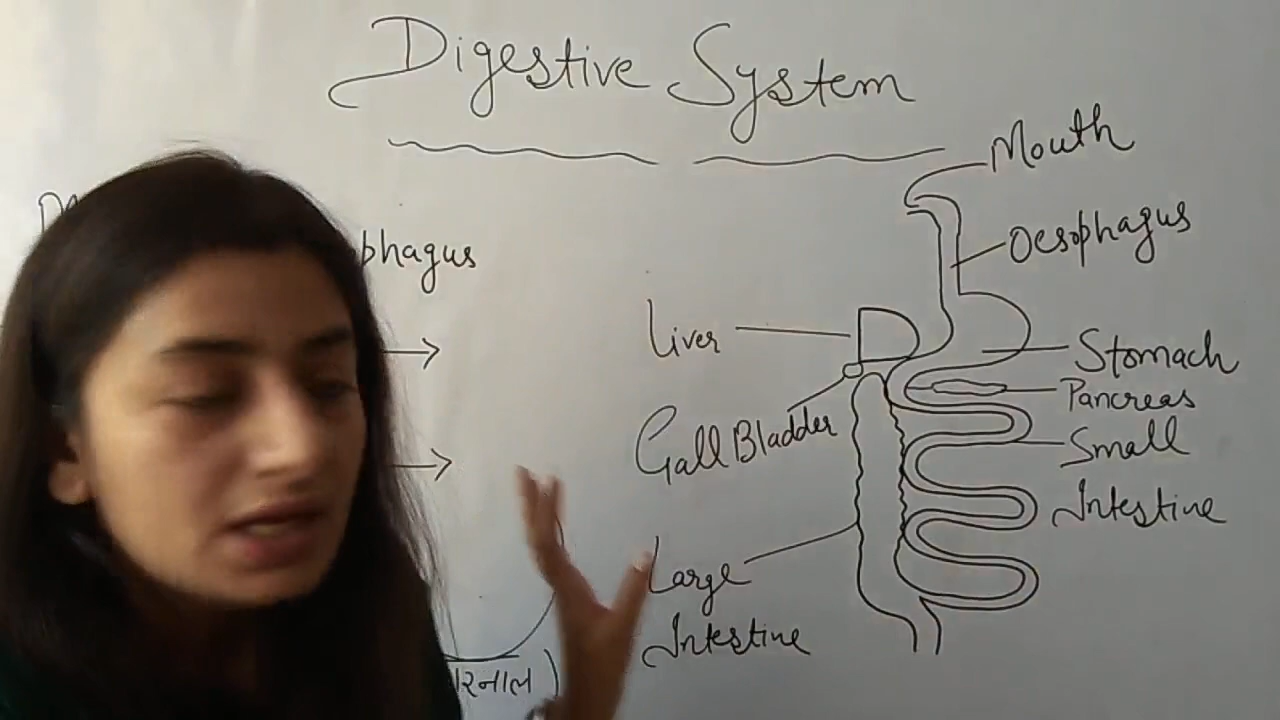 Digestive System
Mouth
phagus
Oesophagus
Liver
Stomach
Pancreas
Gall Bladder
Small
Intestine
Large
Intestine